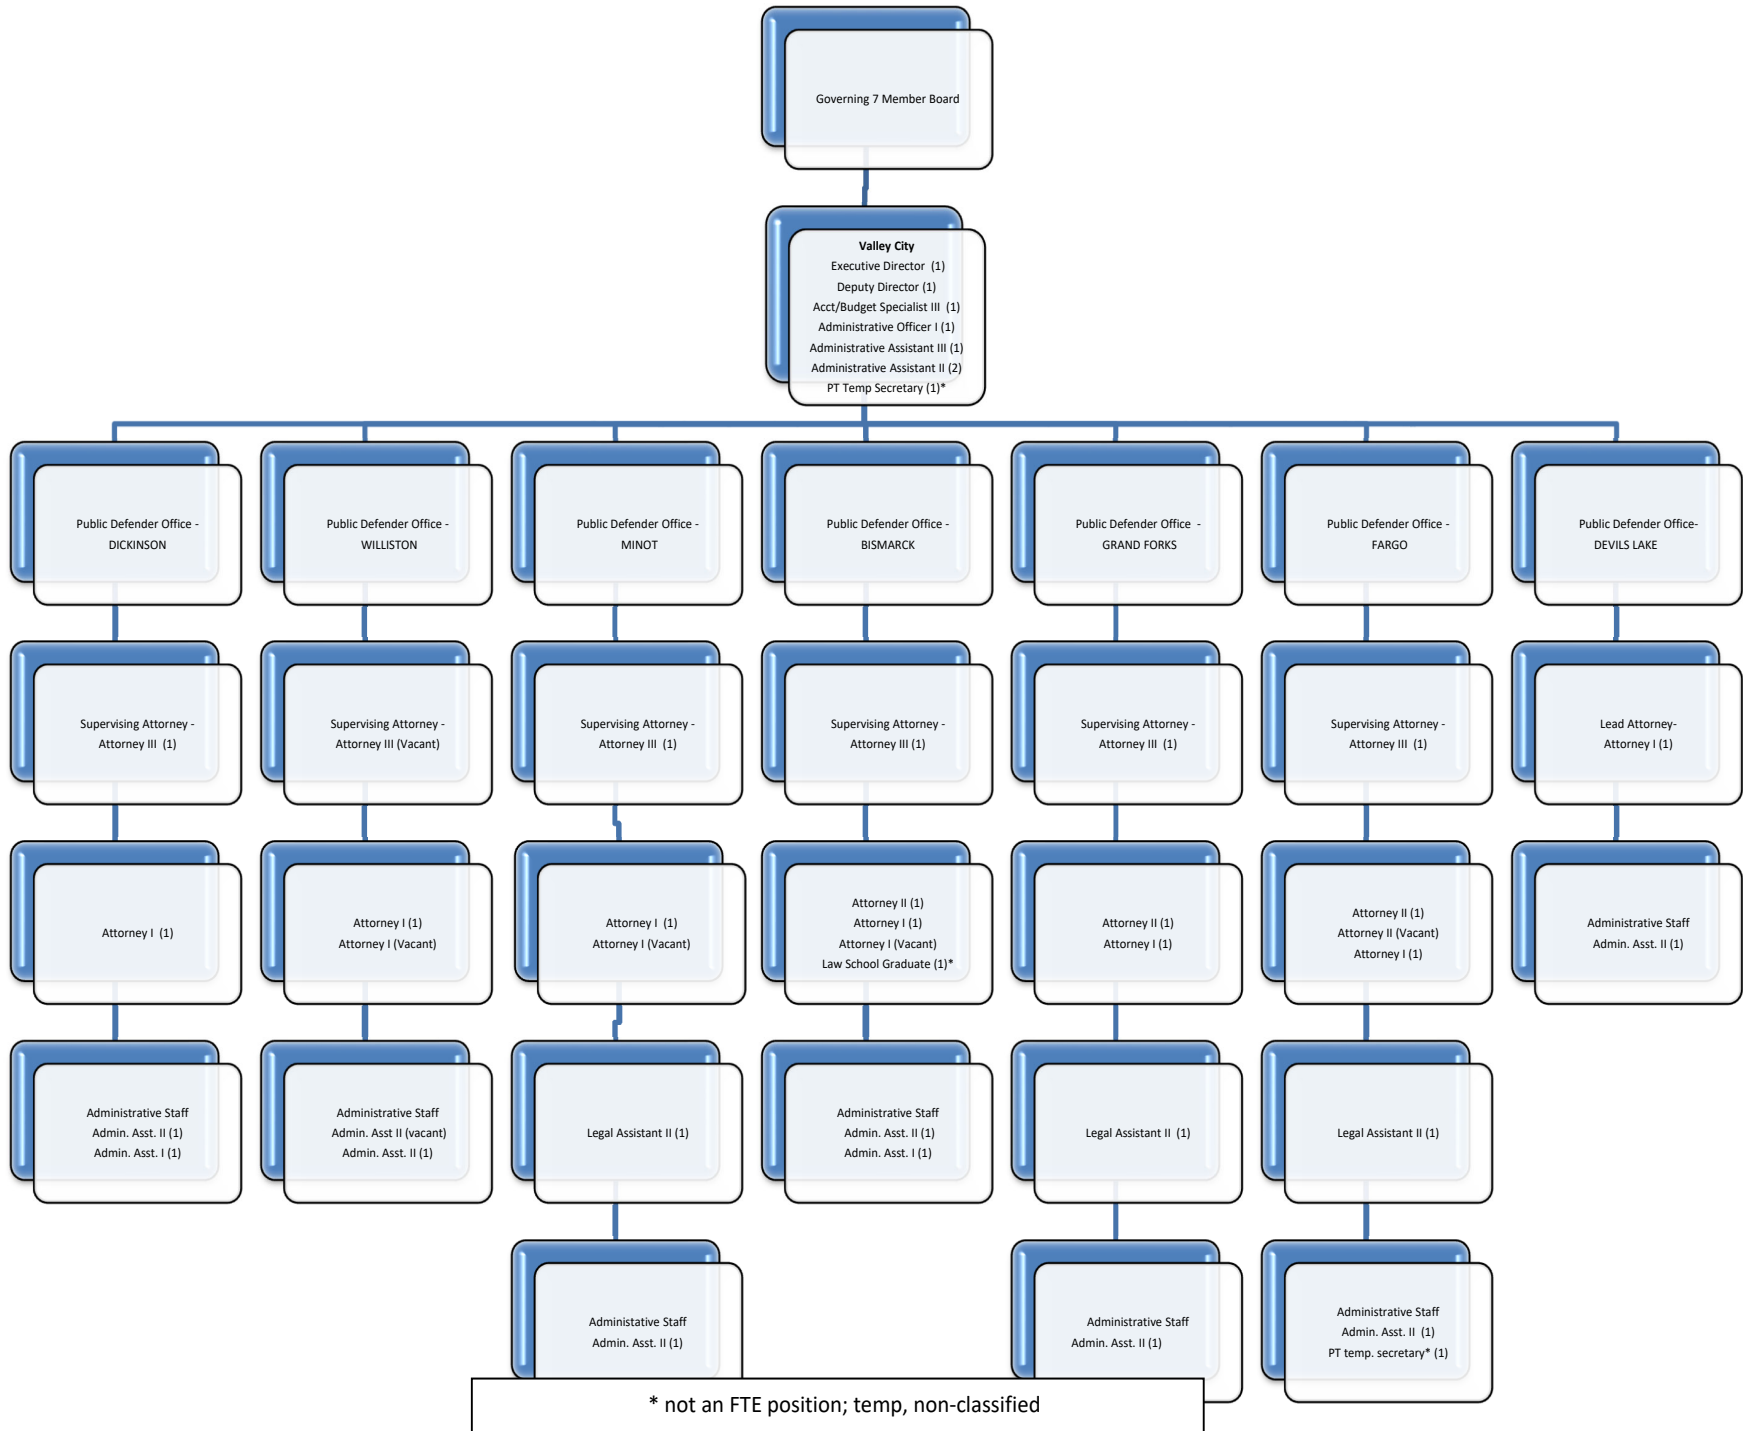 Governing 7 Member Board
Valley City
Executive Director (1)
Deputy Director (1)
Acct/Budget Specialist III (1)
Administrative Officer I (1)
Administrative Assistant III (1)
Administrative Assistant II (2)
PT Temp Secretary (1)*
Public Defender Office -
DICKINSON
Public Defender Office -
WILLISTON
Public Defender Office -
MINOT
Public Defender Office -
BISMARCK
Public Defender Office -
GRAND FORKS
Public Defender Office -
FARGO
Public Defender Office-
DEVILS LAKE
Supervising Attorney -
Attorney III (1)
Supervising Attorney -
Attorney III (Vacant)
Supervising Attorney -
Attorney III (1)
Supervising Attorney -
Attorney III (1)
Supervising Attorney -
Attorney III (1)
Supervising Attorney -
Attorney III (1)
Lead Attorney-
Attorney I (1)
Attorney I (1)
Attorney I (1)
Attorney I (Vacant)
Attorney I (1)
Attorney I (Vacant)
Attorney II (1)
Attorney I (1)
Attorney I (Vacant)
Law School Graduate (1)*
Attorney II (1)
Attorney I (1)
Attorney II (1)
Attorney II (Vacant)
Attorney I (1)
Administrative Staff
Admin. Asst. II (1)
Administrative Staff
Admin. Asst. II (1)
Admin. Asst. I (1)
Administrative Staff
Admin. Asst II (vacant)
Admin. Asst. II (1)
Legal Assistant II (1)
Administrative Staff
Admin. Asst. II (1)
Admin. Asst. I (1)
Legal Assistant II (1)
Legal Assistant II (1)
Administative Staff
Admin. Asst. II (1)
Administrative Staff
Admin. Asst. II (1)
Administrative Staff
Admin. Asst. II (1)
PT temp. secretary* (1)
* not an FTE position; temp, non-classified